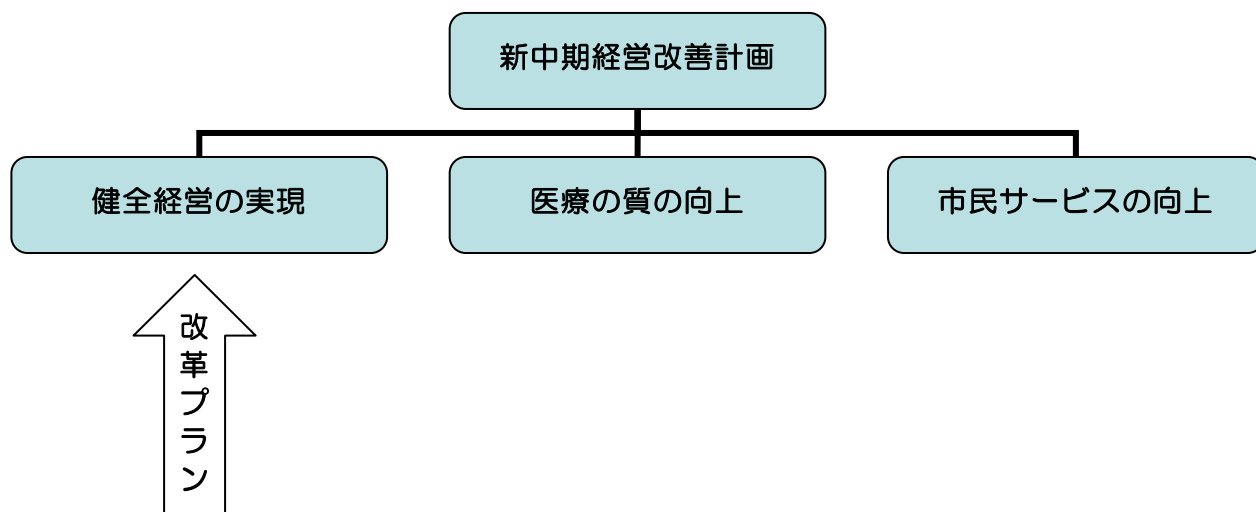 新中期経営改善計画
健全経営の実現
医療の質の向上
市民サービスの向上
改革プラン